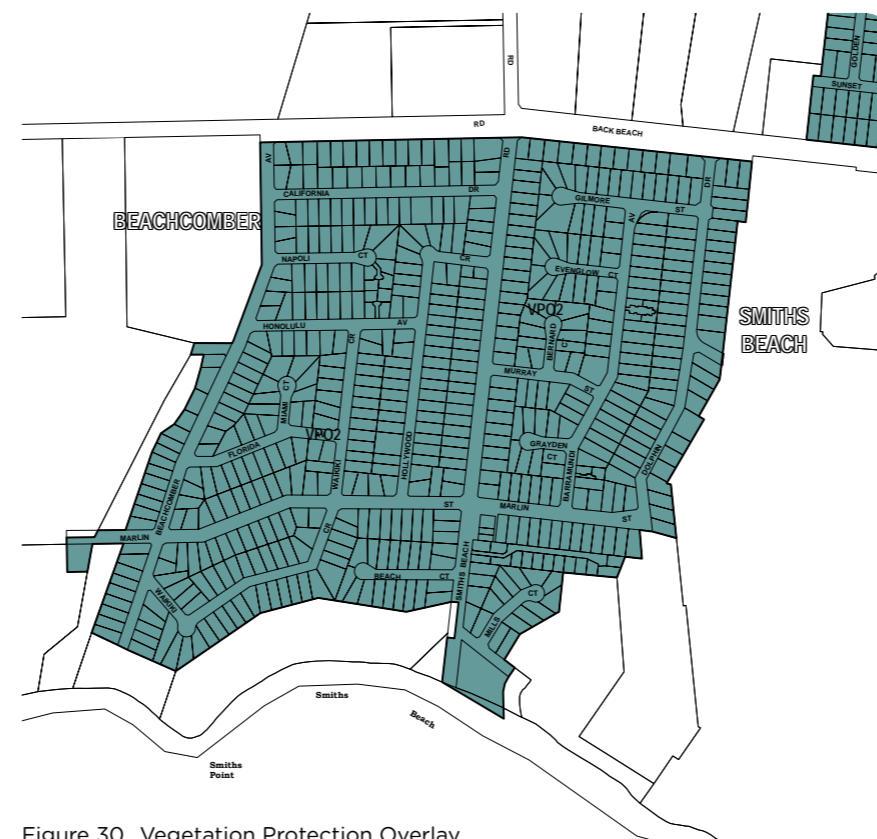 RD
GOLDEN
SUNSET
RD
BACK BEACH
AV
RD
DR
CALIFORNIA
DR
GILMORE
ST
BEACHCOMBER
AV
NAPOLI
CT
CR
EVENGLOW
CT
VPO2
SMITHS
BEACH
HONOLULU
AV
CR
BERNARD
CT
MURRAY
ST
CT
MIAMI
VPO2
FLORIDA
GRAYDEN
CT
WAIKIKI
HOLLYWOOD
BARRAMUNDI
DOLPHIN
BEACHCOMBER
ST
MARLIN
ST
MARLIN
CR
SMITHS BEACH
BEACH
CT
WAIKIKI
CT
MILLS
Smiths
Beach
Smiths
Point
Figure 30 Vegetation Protection Overlay